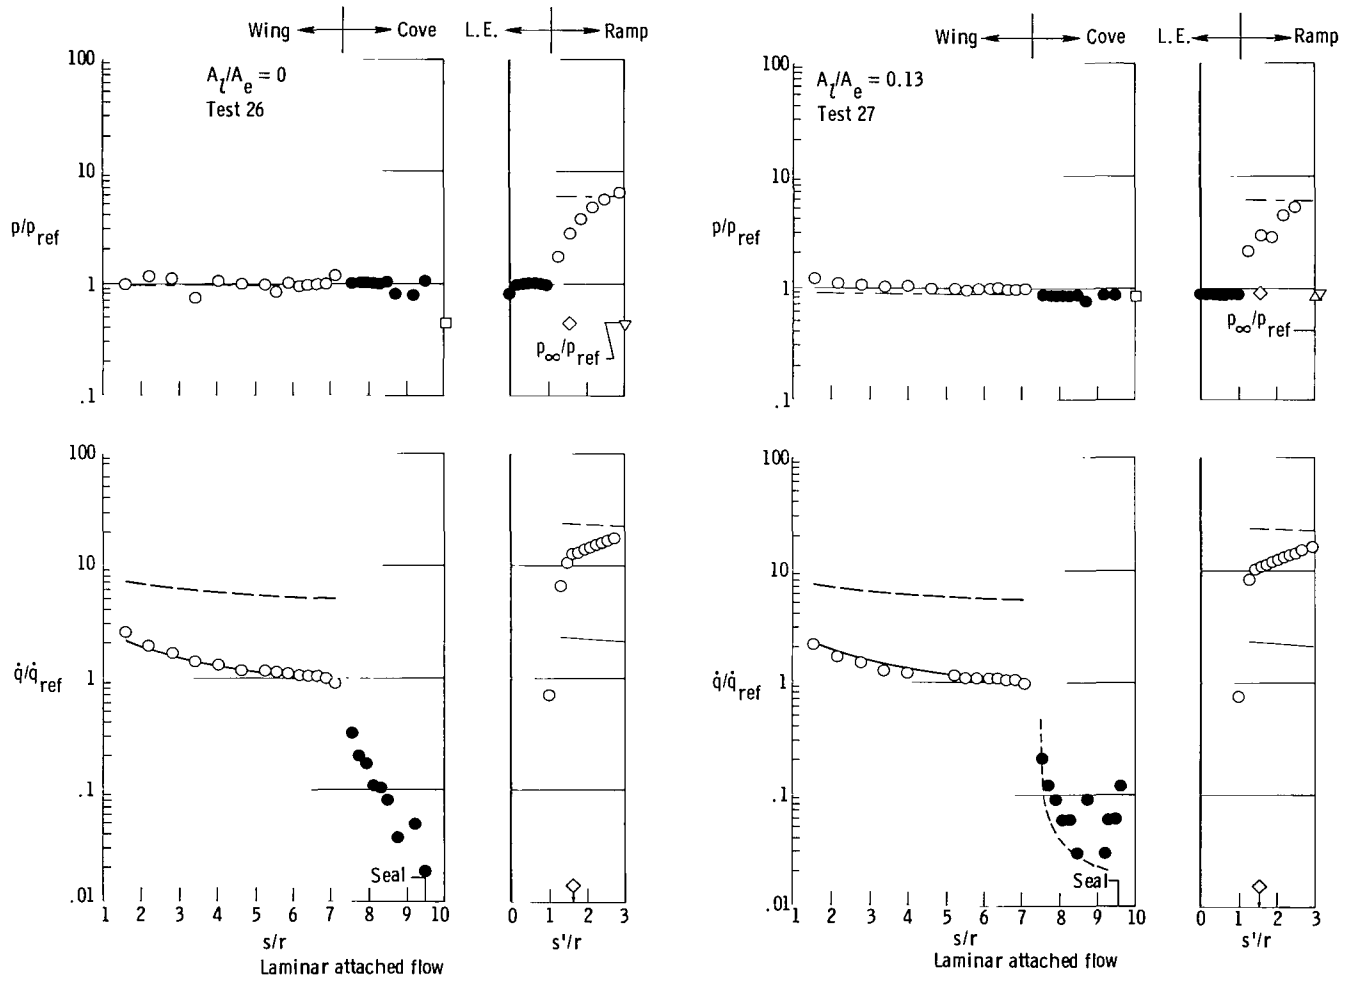 Wing Cove L.E. Ramp
100
A_l/A_e = 0
Test 26
10
p/p_ref
1
.1
p_∞/p_ref
100
10
q̇/q̇_ref
1
.1
Seal
.01
1 2 3 4 5 6 7 8 9 10
s/r
0 1 2 3
s'/r
Laminar attached flow
Wing Cove L.E. Ramp
100
A_l/A_e = 0.13
Test 27
10
p/p_ref
1
.1
p_∞/p_ref
100
10
q̇/q̇_ref
1
.1
Seal
.01
1 2 3 4 5 6 7 8 9 10
s/r
0 1 2 3
s'/r
Laminar attached flow